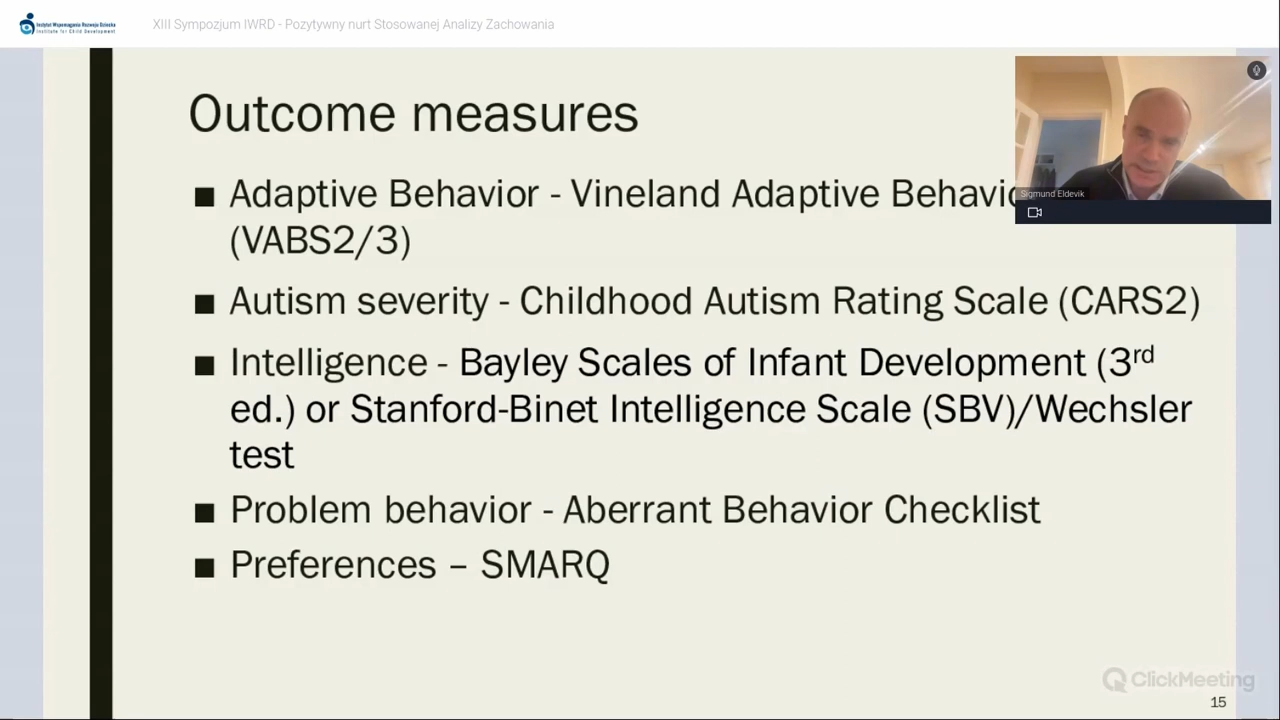 Instytut Wspomagania Rozwoju Dziecka
Institute for Child Development
XIII Sympozjum IWRD - Pozytywny nurt Stosowanej Analizy Zachowania
Outcome measures
■ Adaptive Behavior - Vineland Adaptive Behavio
(VABS2/3)
Sigmund Eldevik
■ Autism severity - Childhood Autism Rating Scale (CARS2)
■ Intelligence - Bayley Scales of Infant Development (3rd
ed.) or Stanford-Binet Intelligence Scale (SBV)/Wechsler
test
■ Problem behavior - Aberrant Behavior Checklist
■ Preferences – SMARQ
ClickMeeting
15